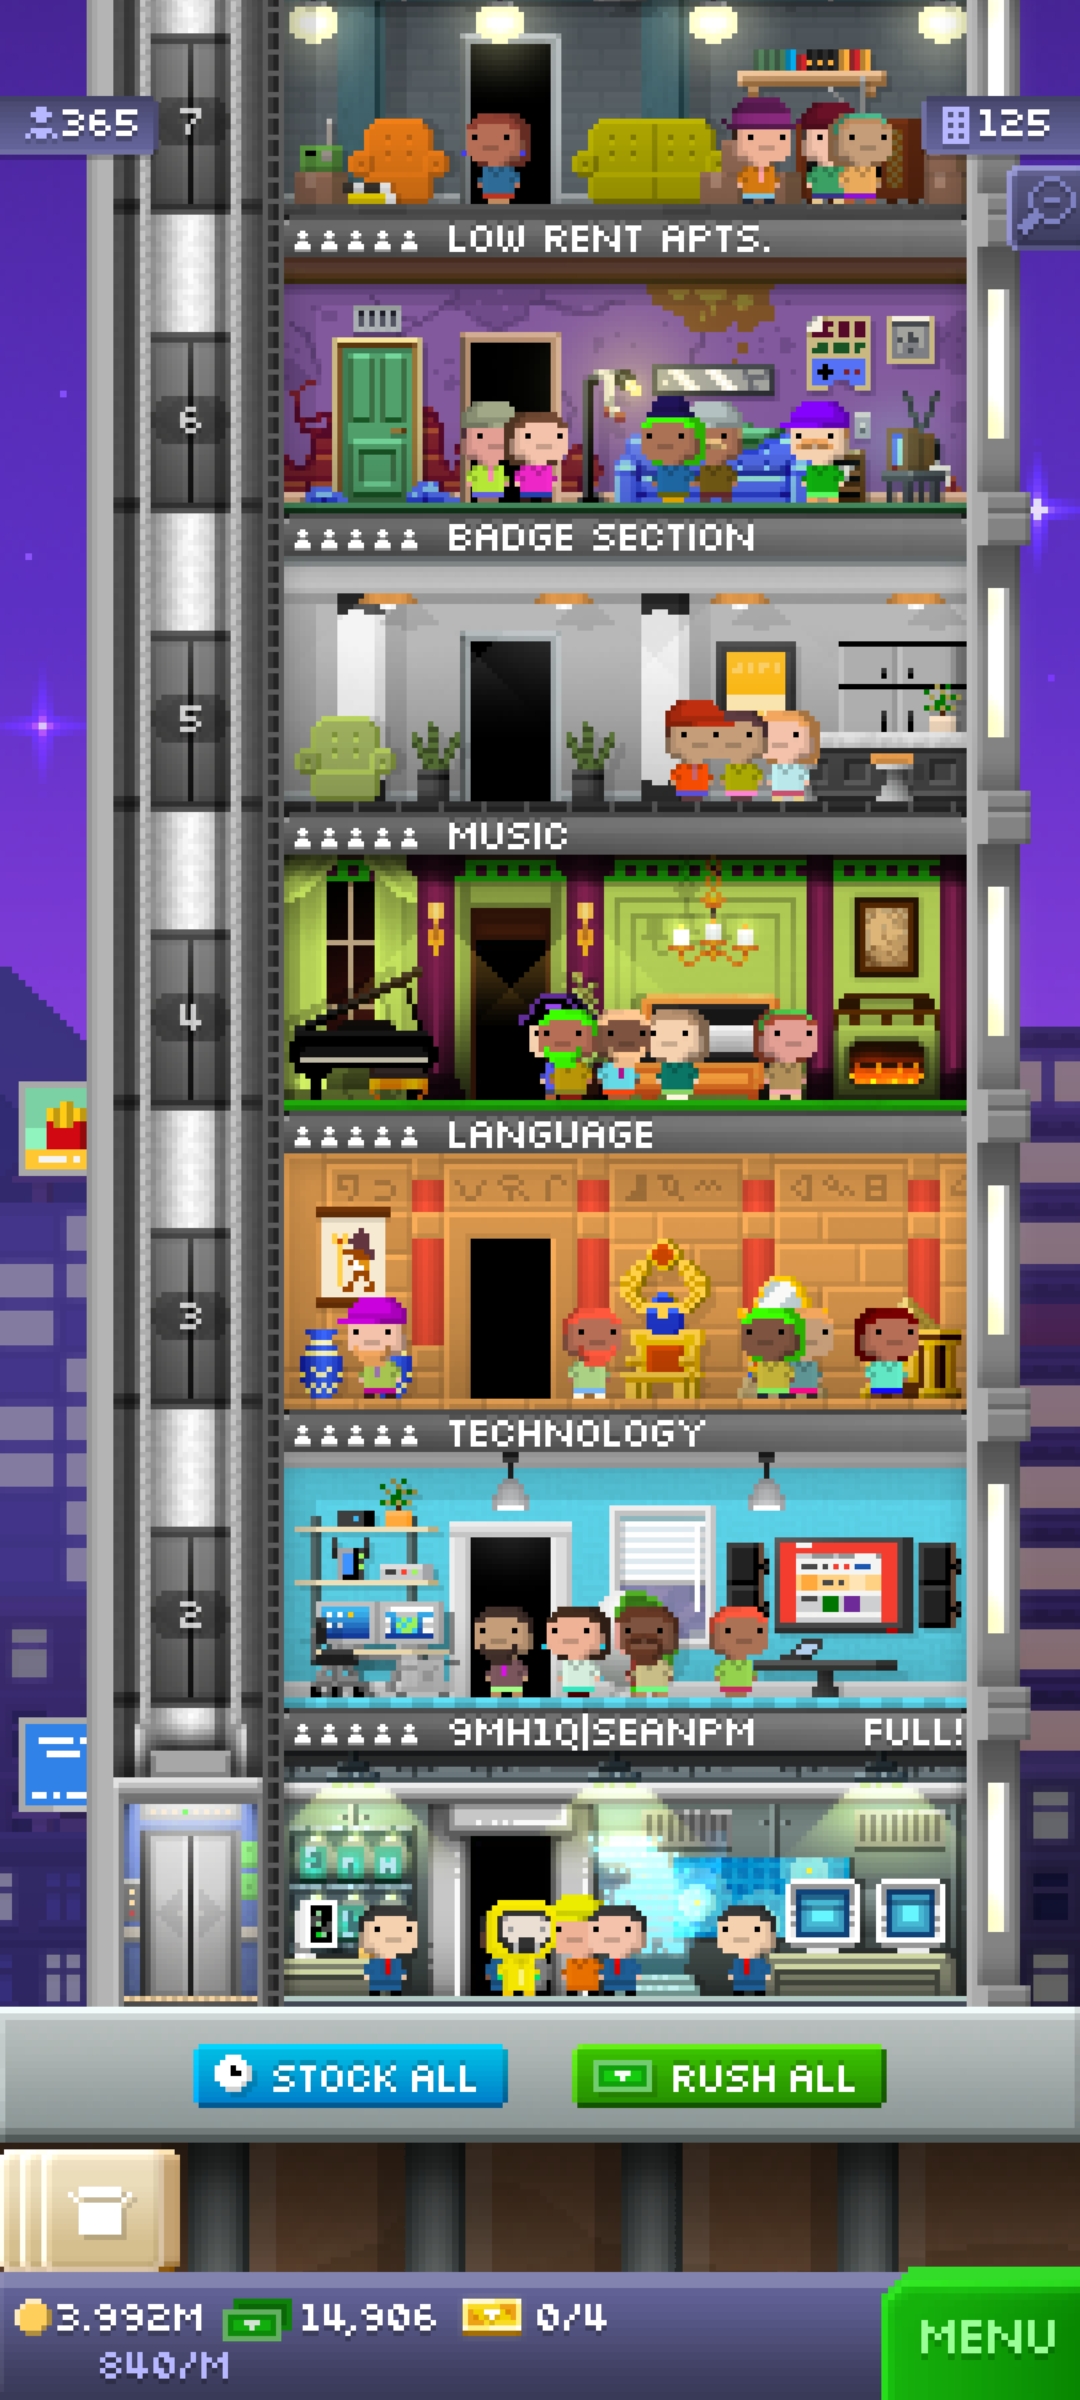 365
7
125
LOW RENT APTS.
6
BADGE SECTION
5
MUSIC
4
LANGUAGE
3
TECHNOLOGY
2
9MH1Q|SEANPM FULL!
STOCK ALL
RUSH ALL
3.992M 14,906 0/4
840/M
MENU